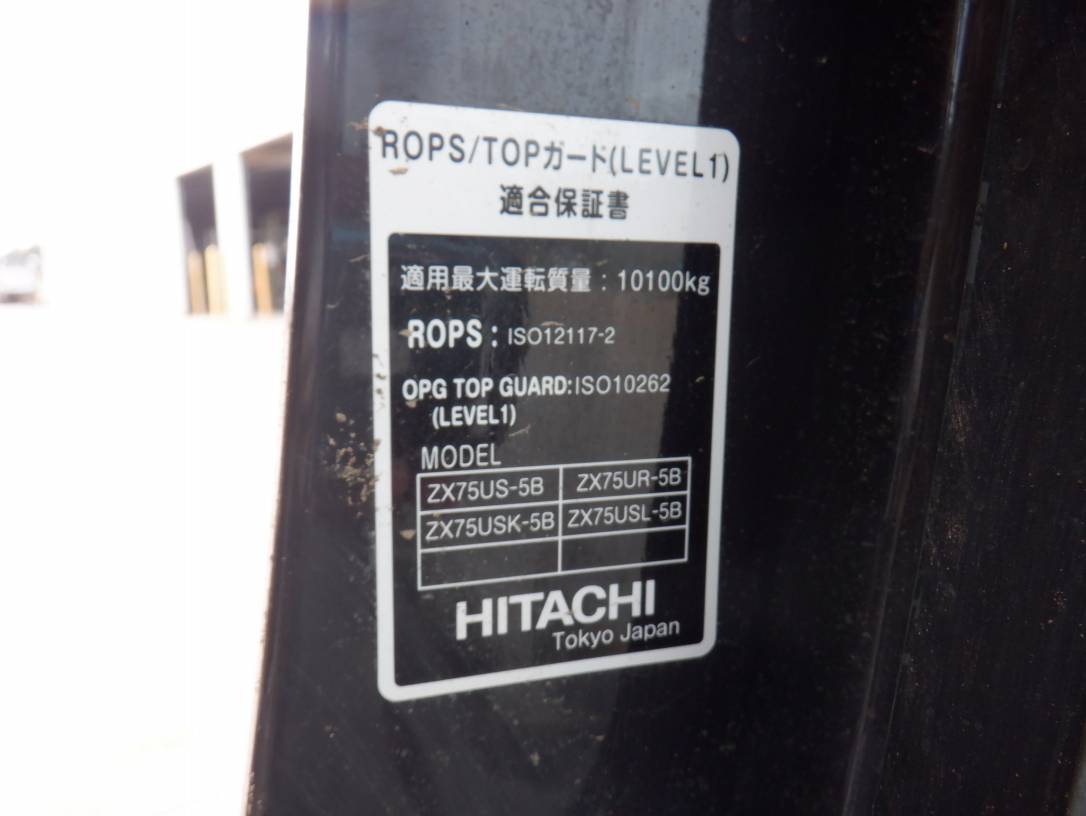 ROPS/TOPガード(LEVEL1)
適合保証書
適用最大運転質量：10100kg
ROPS：ISO12117-2
OPG TOP GUARD:ISO10262
(LEVEL1)
MODEL
ZX75US-5B ZX75UR-5B
ZX75USK-5B ZX75USL-5B
HITACHI
Tokyo Japan